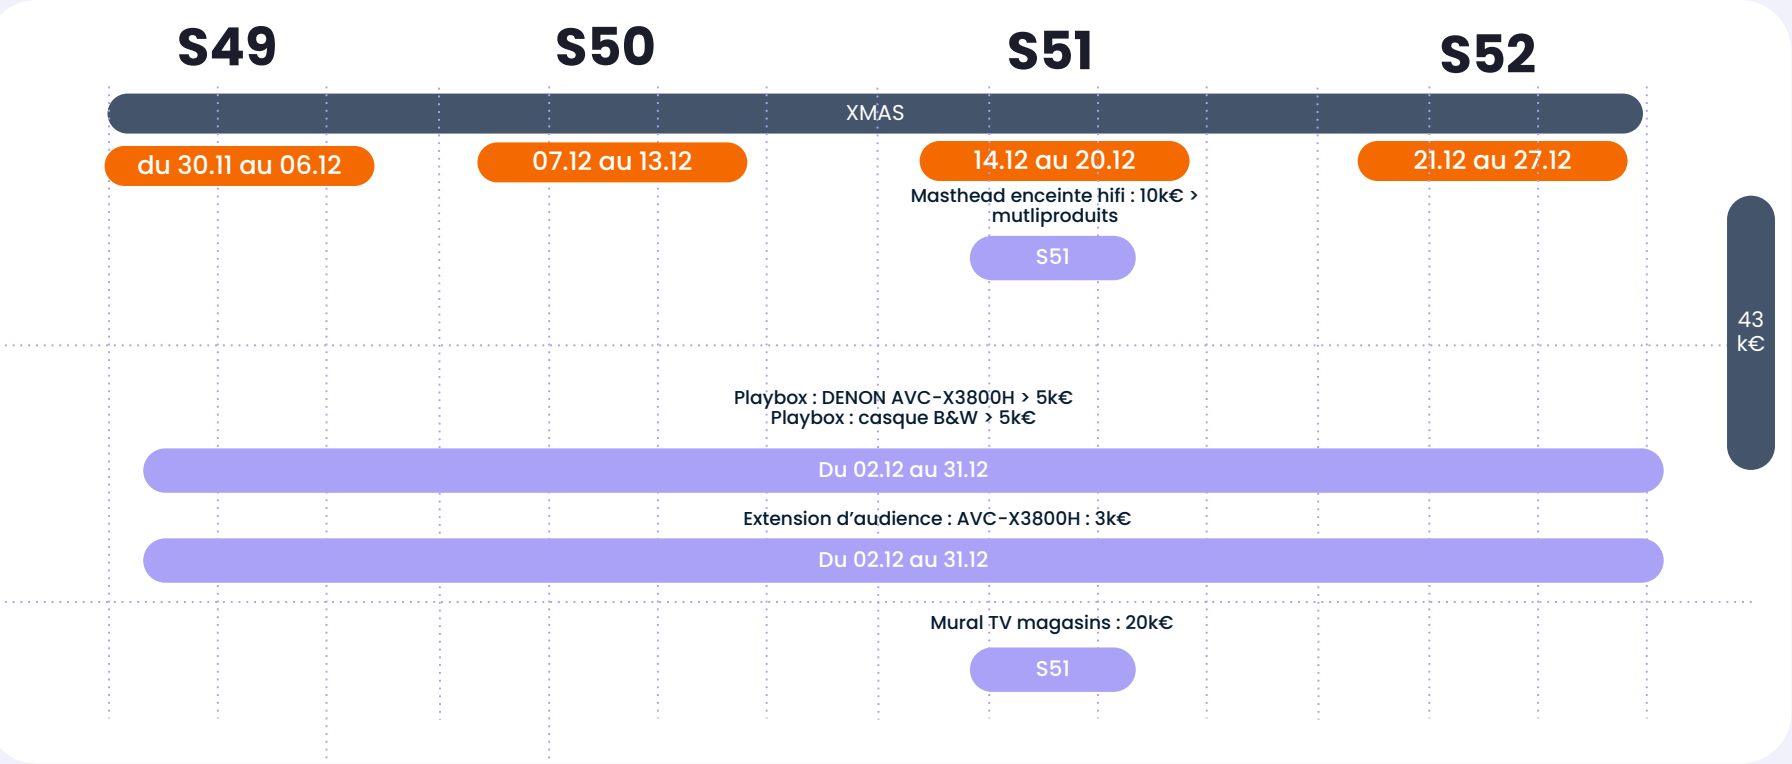 S49
S50
S51
S52
XMAS
du 30.11 au 06.12
07.12 au 13.12
14.12 au 20.12
21.12 au 27.12
Masthead enceinte hifi : 10k€ >
mutliproduits
S51
43
k€
Playbox : DENON AVC-X3800H > 5k€
Playbox : casque B&W > 5k€
Du 02.12 au 31.12
Extension d’audience : AVC-X3800H : 3k€
Du 02.12 au 31.12
Mural TV magasins : 20k€
S51